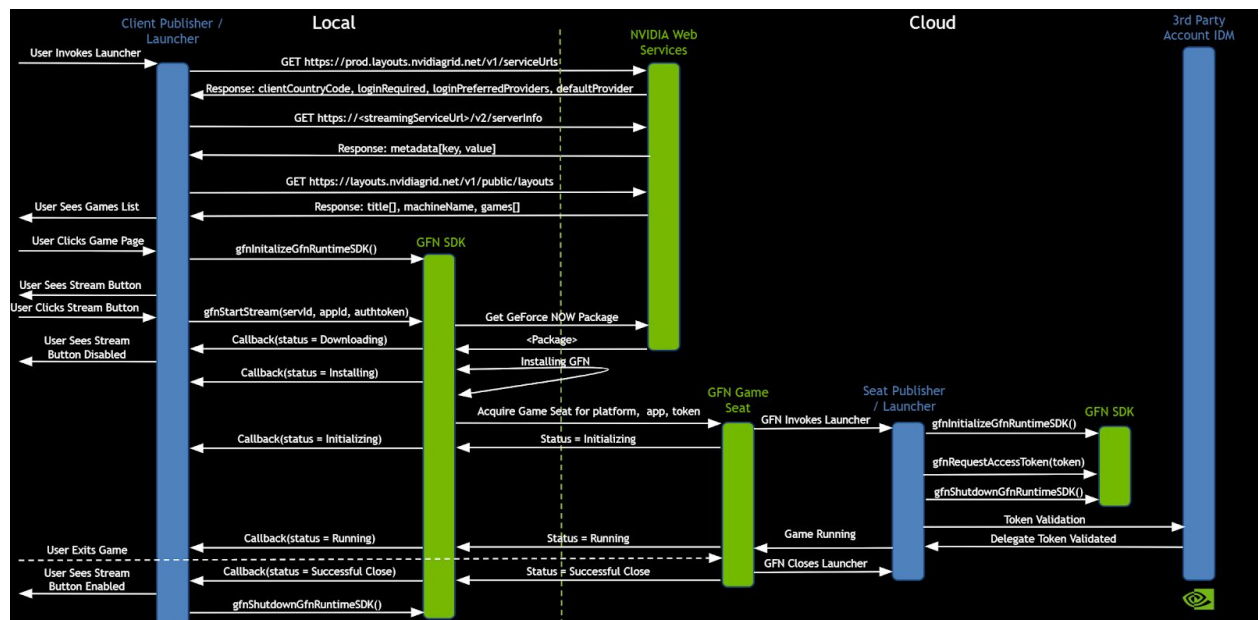 Client Publisher /
Launcher
Local
Cloud
3rd Party
Account IDM
NVIDIA Web
Services
User Invokes Launcher
GET https://prod.layouts.nvidiagrid.net/v1/serviceUrls
Response: clientCountryCode, loginRequired, loginPreferredProviders, defaultProvider
GET https://<streamingServiceUrl>/v2/serverInfo
Response: metadata[key, value]
GET https://layouts.nvidiagrid.net/v1/public/layouts
User Sees Games List
Response: title[], machineName, games[]
User Clicks Game Page
gfnInitalizeGfnRuntimeSDK()
GFN SDK
User Sees Stream Button
User Clicks Stream Button
gfnStartStream(servId, appId, authtoken)
Get GeForce NOW Package
User Sees Stream
Button Disabled
Callback(status = Downloading)
<Package>
Installing GFN
Callback(status = Installing)
GFN Game
Seat
Seat Publisher
/ Launcher
GFN SDK
Acquire Game Seat for platform, app, token
GFN Invokes Launcher
gfnInitializeGfnRuntimeSDK()
Callback(status = Initializing)
Status = Initializing
gfnRequestAccessToken(token)
gfnShutdownGfnRuntimeSDK()
Token Validation
Callback(status = Running)
Status = Running
Game Running
Delegate Token Validated
User Exits Game
User Sees Stream
Button Enabled
Callback(status = Successful Close)
Status = Successful Close
GFN Closes Launcher
gfnShutdownGfnRuntimeSDK()